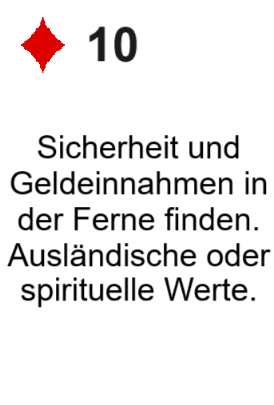 10
Sicherheit und
Geldeinnahmen in
der Ferne finden.
Ausländische oder
spirituelle Werte.